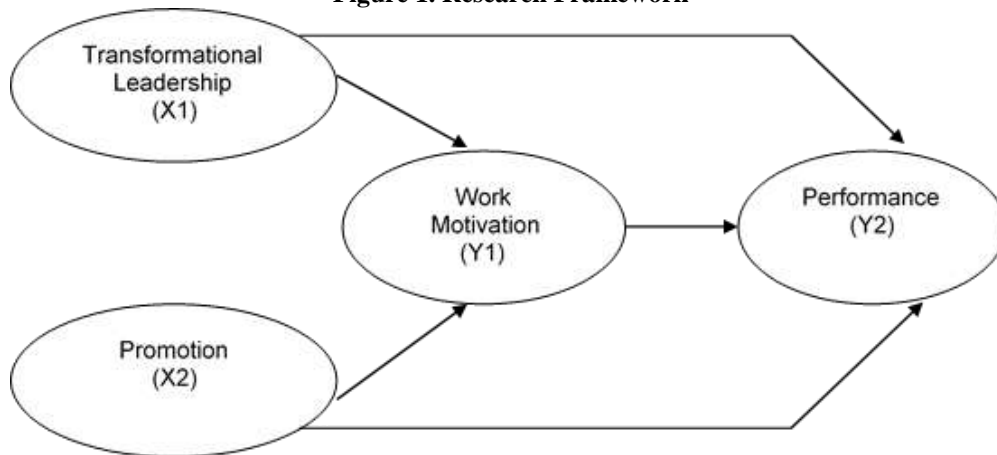 Figure 1. Research Framework
Transformational
Leadership
(X1)
Work
Motivation
(Y1)
Performance
(Y2)
Promotion
(X2)